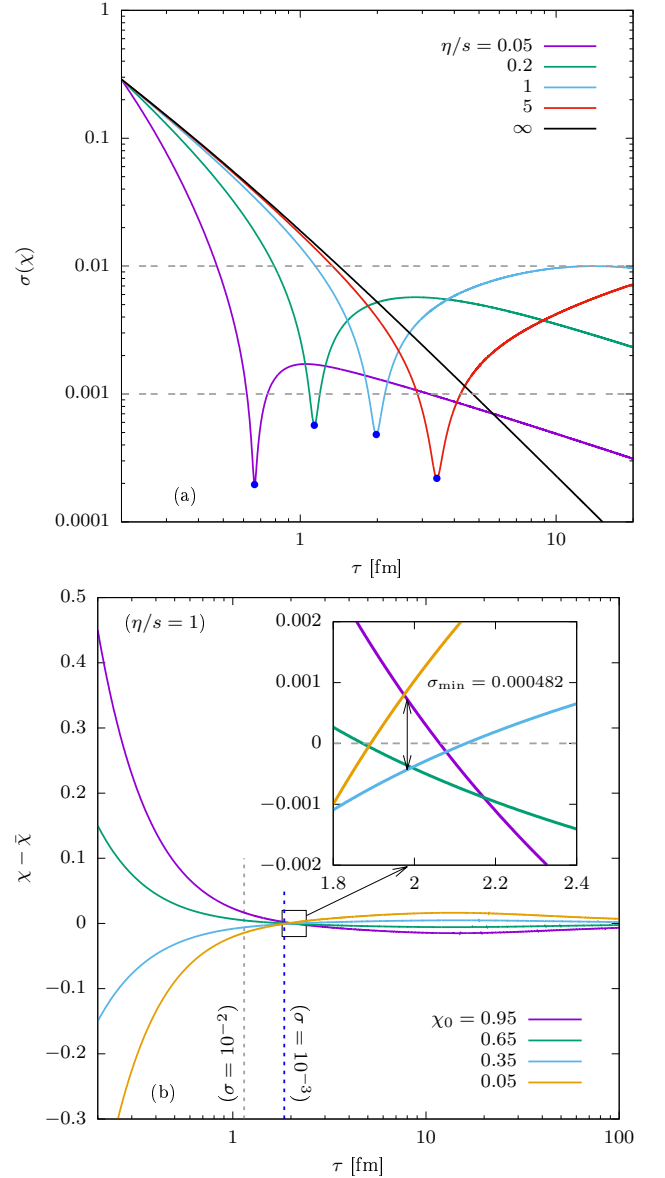 1
0.1
0.01
0.001
0.0001
σ(χ)
η/s = 0.05
0.2
1
5
∞
(a)
1 10
τ [fm]
0.5
0.4
0.3
0.2
0.1
0
−0.1
−0.2
−0.3
χ − χ̄
(η/s = 1)
0.002
0.001
0
−0.001
−0.002
σmin = 0.000482
1.8 2 2.2 2.4
(σ = 10⁻²)
(σ = 10⁻³)
χ₀ = 0.95
0.65
0.35
0.05
(b)
1 10 100
τ [fm]